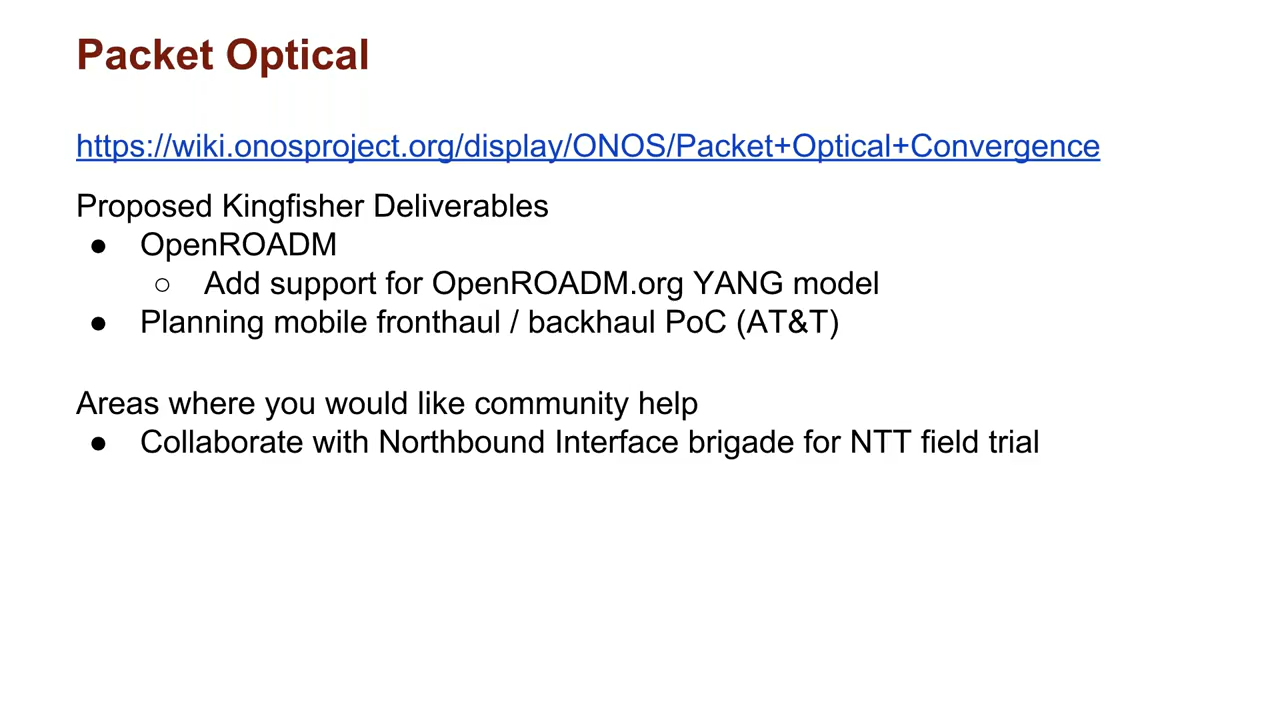 Packet Optical
https://wiki.onosproject.org/display/ONOS/Packet+Optical+Convergence
Proposed Kingfisher Deliverables
● OpenROADM
○ Add support for OpenROADM.org YANG model
● Planning mobile fronthaul / backhaul PoC (AT&T)
Areas where you would like community help
● Collaborate with Northbound Interface brigade for NTT field trial